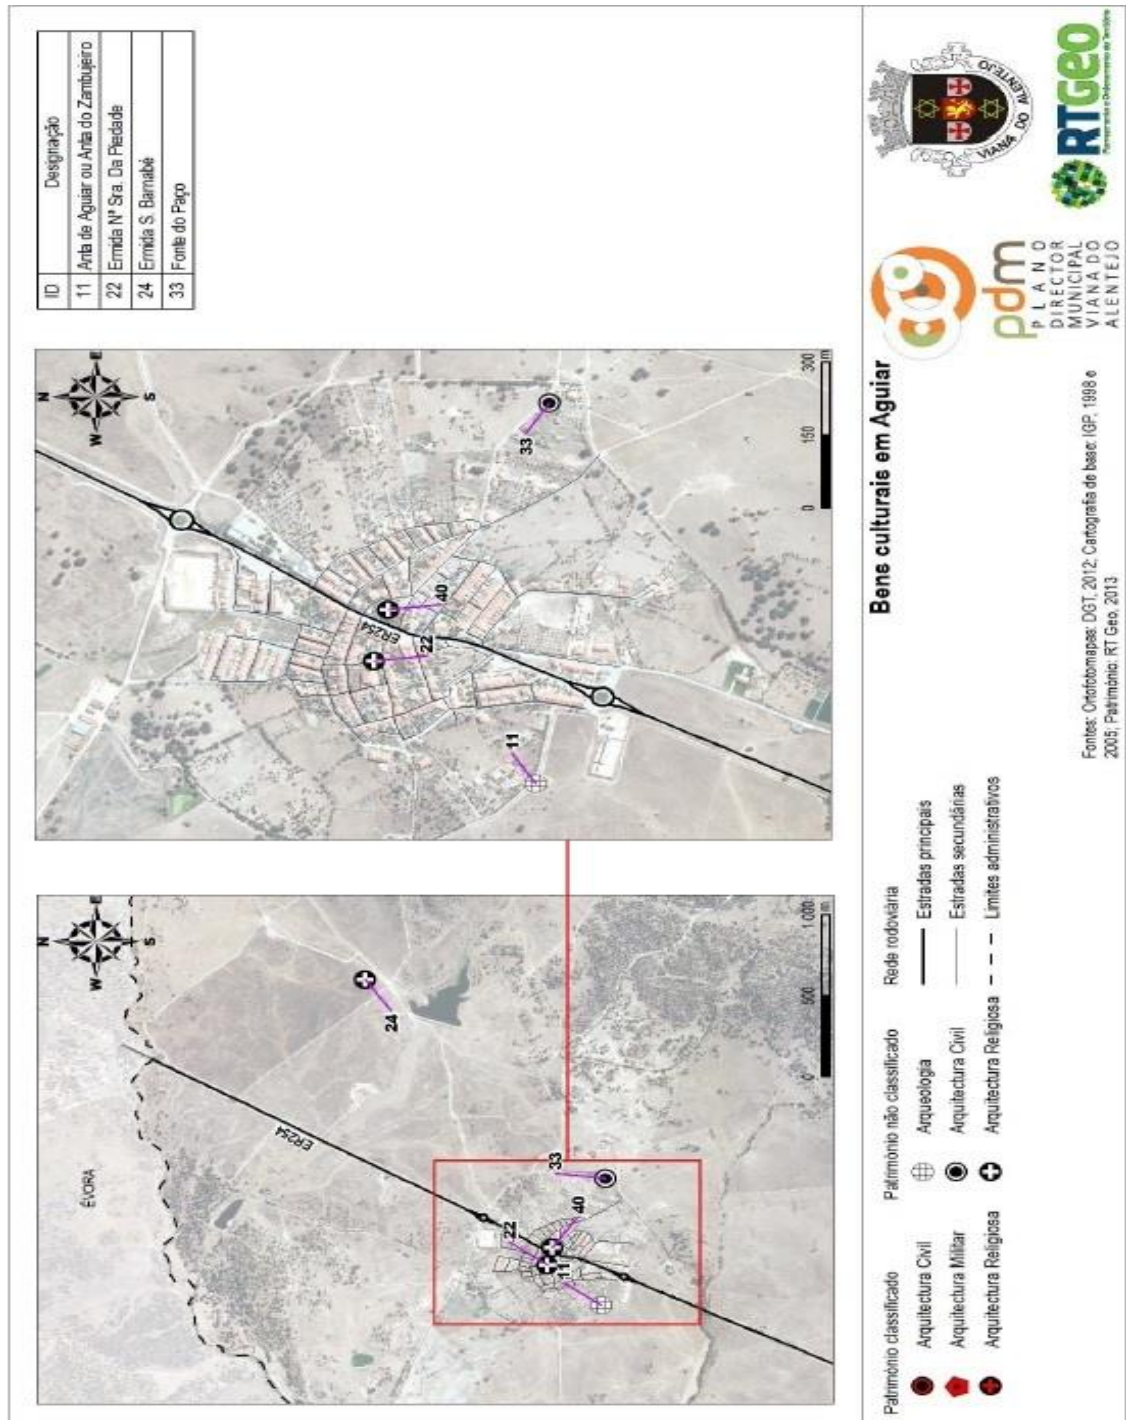 ID Designação
11 Anta de Aguiar ou Anta do Zambujeiro
22 Ermida Nª Sra. Da Piedade
24 Ermida S. Barnabé
33 Fonte do Paço
N
W
E
S
ÉVORA
ER254
24
22
33
40
11
0 500 1.000 m
N
W
E
S
ER254
22
40
11
33
0 150 300 m
Bens culturais em Aguiar
Património classificado
Arquitectura Civil
Arquitectura Militar
Arquitectura Religiosa
Património não classificado
Arqueologia
Arquitectura Civil
Arquitectura Religiosa
Rede rodoviária
Estradas principais
Estradas secundárias
Limites administrativos
Fontes: Ortofotomapas: DGT, 2012; Cartografia de base: IGP, 1998 e
2005; Património: RT Geo, 2013
pdm
PLANO
DIRECTOR
MUNICIPAL
VIANA DO
ALENTEJO
VIANA DO ALENTEJO
RTGeo
Planeamento e Ordenamento do Território